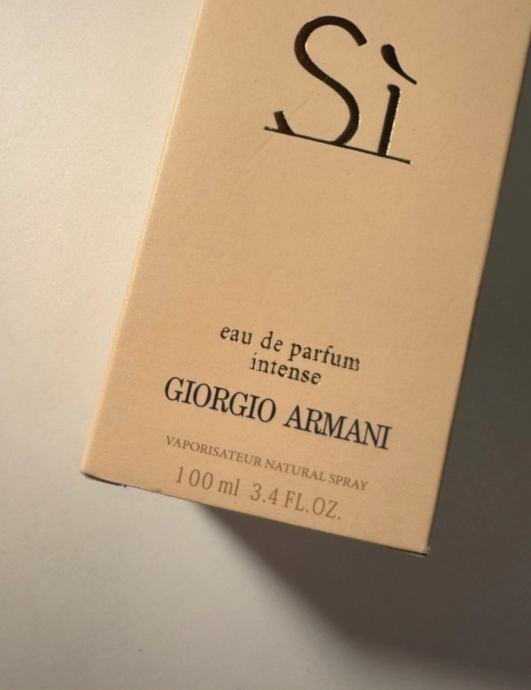 Sì
eau de parfum
intense
GIORGIO ARMANI
VAPORISATEUR NATURAL SPRAY
100 ml 3.4 FL.OZ.